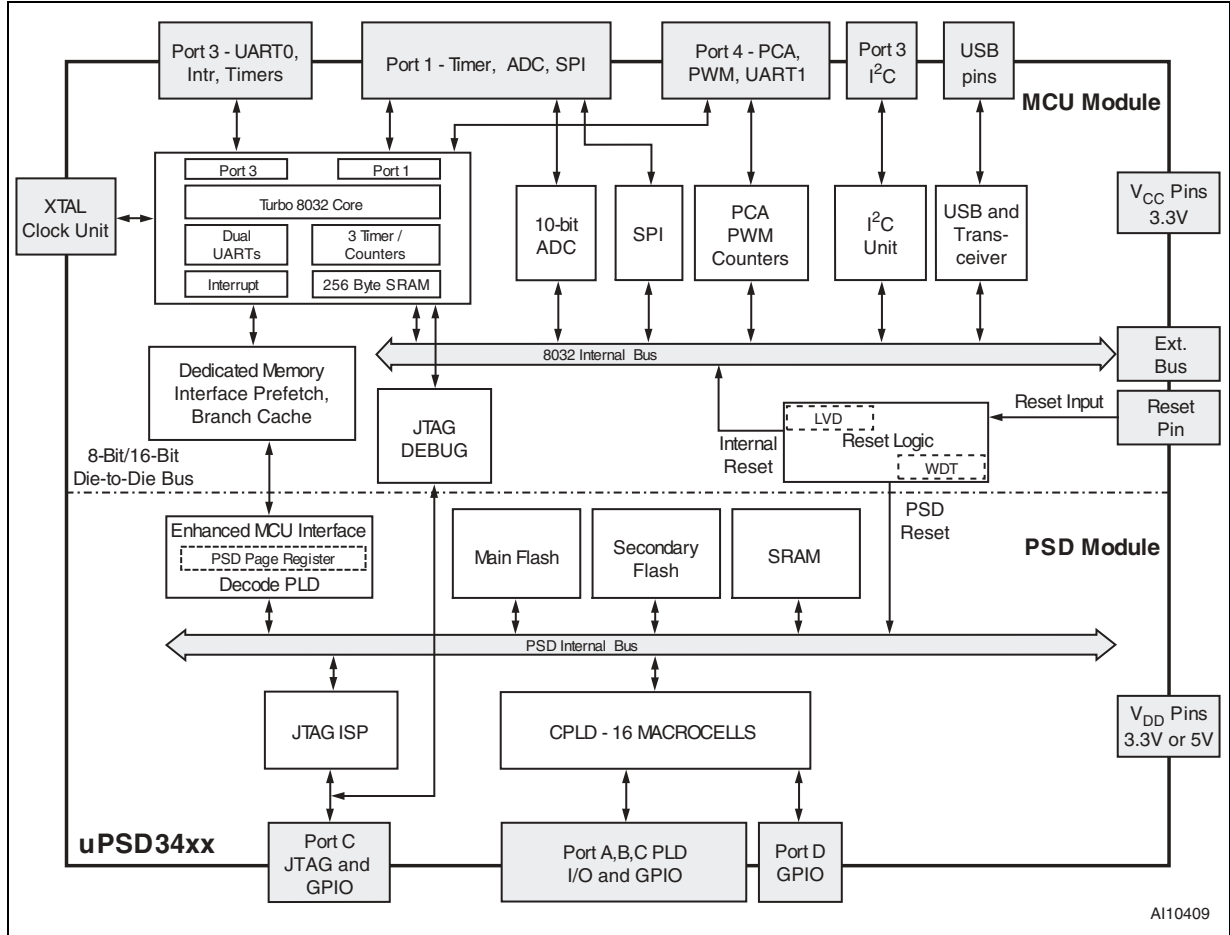 Port 3 - UART0,
Intr, Timers
Port 1 - Timer, ADC, SPI
Port 4 - PCA,
PWM, UART1
Port 3
I²C
USB
pins
MCU Module
XTAL
Clock Unit
Port 3
Port 1
Turbo 8032 Core
Dual
UARTs
3 Timer /
Counters
Interrupt
256 Byte SRAM
10-bit
ADC
SPI
PCA
PWM
Counters
I²C
Unit
USB and
Trans-
ceiver
VCC Pins
3.3V
8032 Internal Bus
Ext.
Bus
Dedicated Memory
Interface Prefetch,
Branch Cache
JTAG
DEBUG
LVD
Reset Logic
WDT
Internal
Reset
Reset Input
Reset
Pin
8-Bit/16-Bit
Die-to-Die Bus
PSD
Reset
PSD Module
Enhanced MCU Interface
PSD Page Register
Decode PLD
Main Flash
Secondary
Flash
SRAM
PSD Internal Bus
JTAG ISP
CPLD - 16 MACROCELLS
VDD Pins
3.3V or 5V
uPSD34xx
Port C
JTAG and
GPIO
Port A,B,C PLD
I/O and GPIO
Port D
GPIO
AI10409